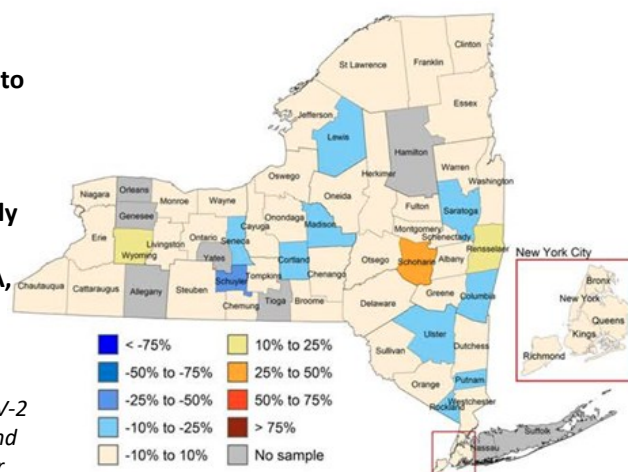 to
ly
A,
V-2
nd
r
Clinton
Franklin
St Lawrence
Essex
Jefferson
Lewis
Hamilton
Herkimer
Warren
Washington
Oswego
Oneida
Fulton
Saratoga
Niagara
Orleans
Monroe
Wayne
Genesee
Onondaga
Madison
Montgomery
Schenectady
Erie
Wyoming
Livingston
Ontario
Seneca
Cayuga
Yates
Cortland
Otsego
Schoharie
Albany
Rensselaer
Chautauqua
Cattaraugus
Allegany
Steuben
Schuyler
Tompkins
Chenango
Chemung
Tioga
Broome
Delaware
Greene
Columbia
Ulster
Sullivan
Dutchess
Orange
Putnam
Rockland
Westchester
Nassau
Suffolk
New York City
Bronx
New York
Queens
Kings
Richmond
< -75%
-50% to -75%
-25% to -50%
-10% to -25%
-10% to 10%
10% to 25%
25% to 50%
50% to 75%
> 75%
No sample